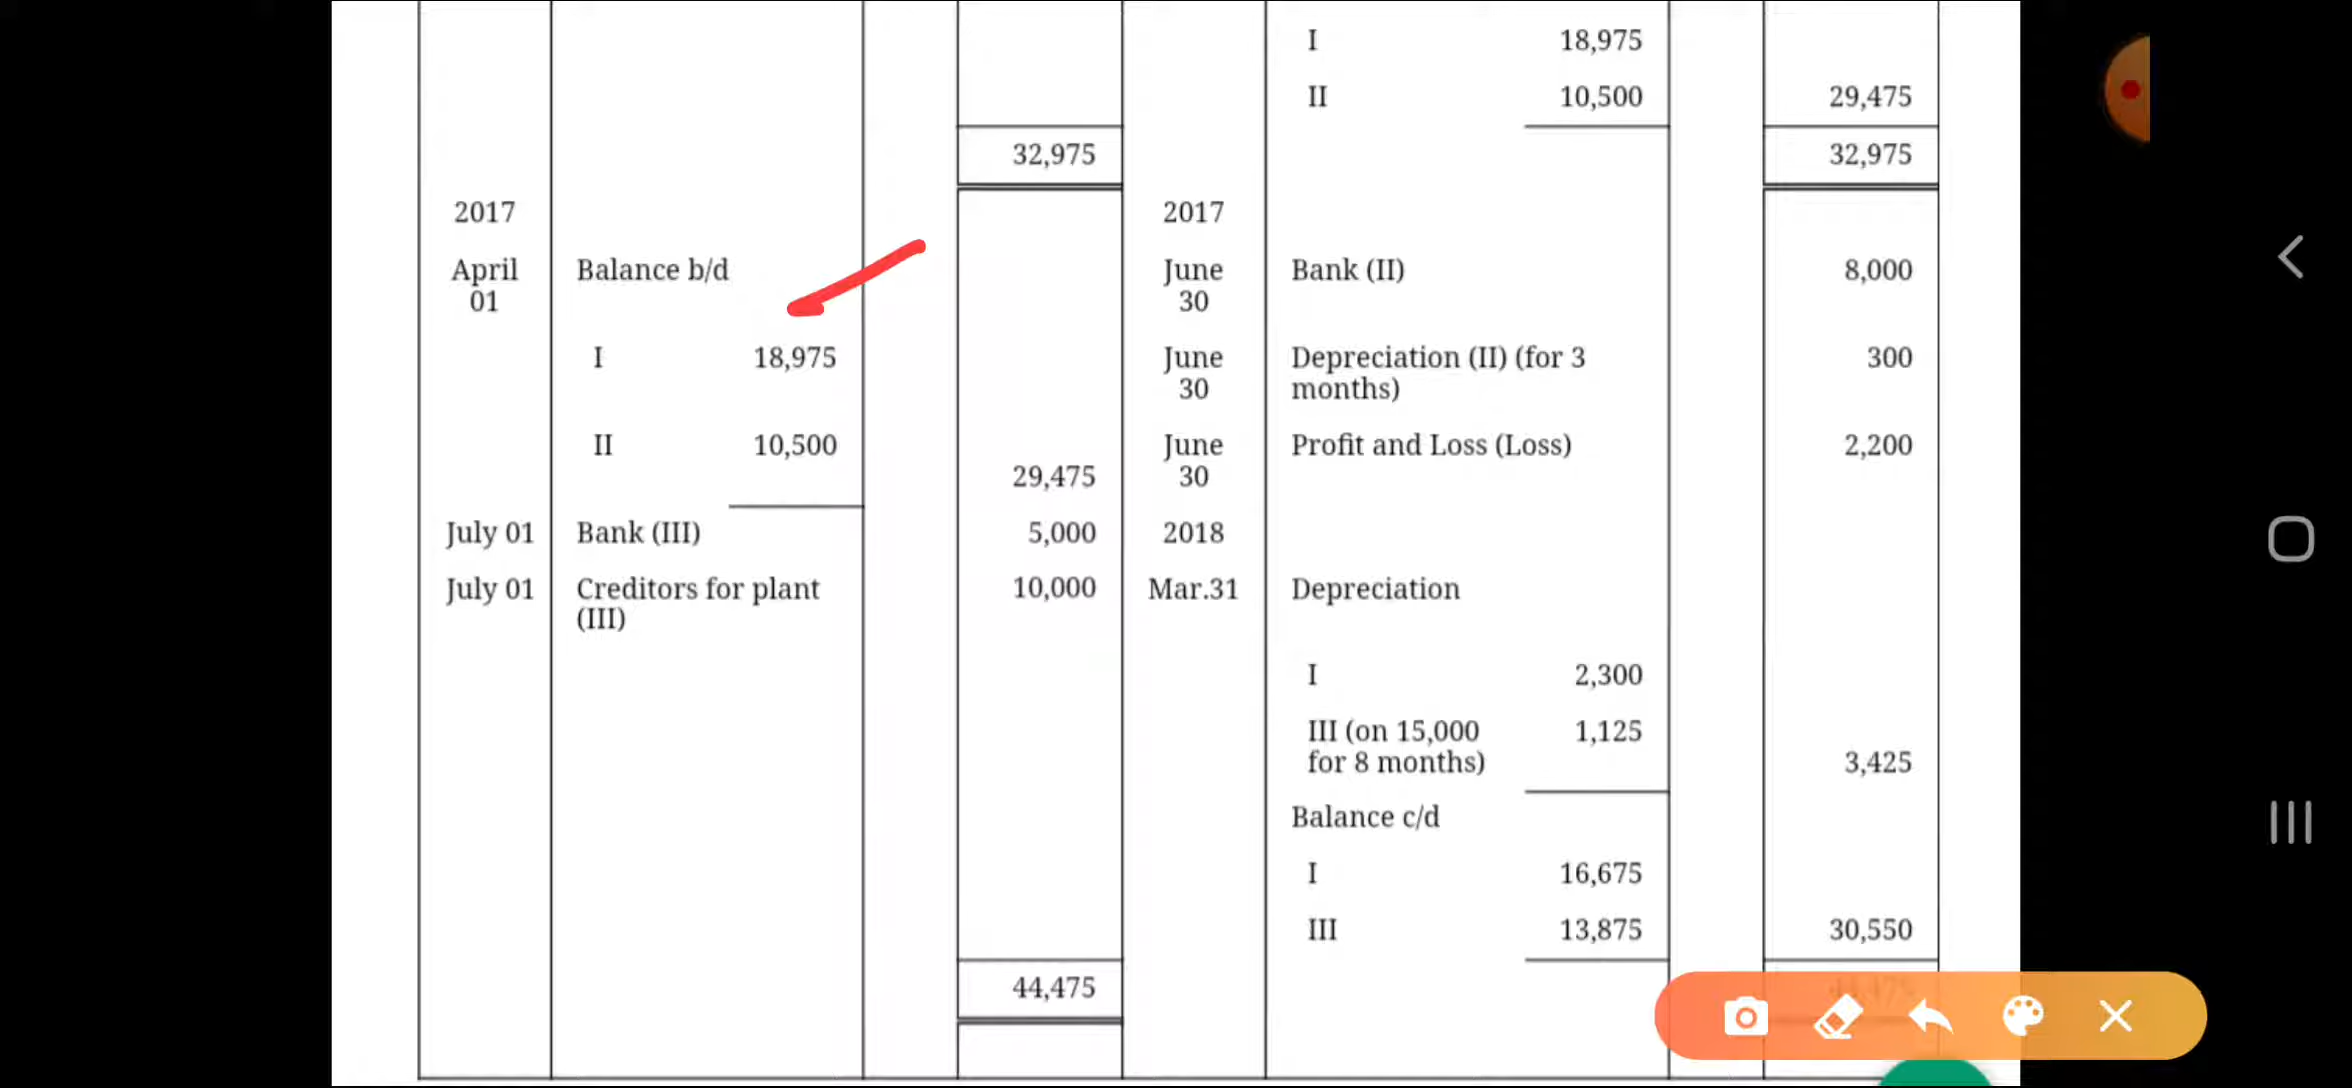 I 18,975
II 10,500 29,475
32,975 32,975
2017 2017
April 01 Balance b/d June 30 Bank (II) 8,000
I 18,975 June 30 Depreciation (II) (for 3 months) 300
II 10,500 29,475 June 30 Profit and Loss (Loss) 2,200
July 01 Bank (III) 5,000 2018
July 01 Creditors for plant (III) 10,000 Mar.31 Depreciation
I 2,300
III (on 15,000 for 8 months) 1,125 3,425
Balance c/d
I 16,675
III 13,875 30,550
44,475 44,475